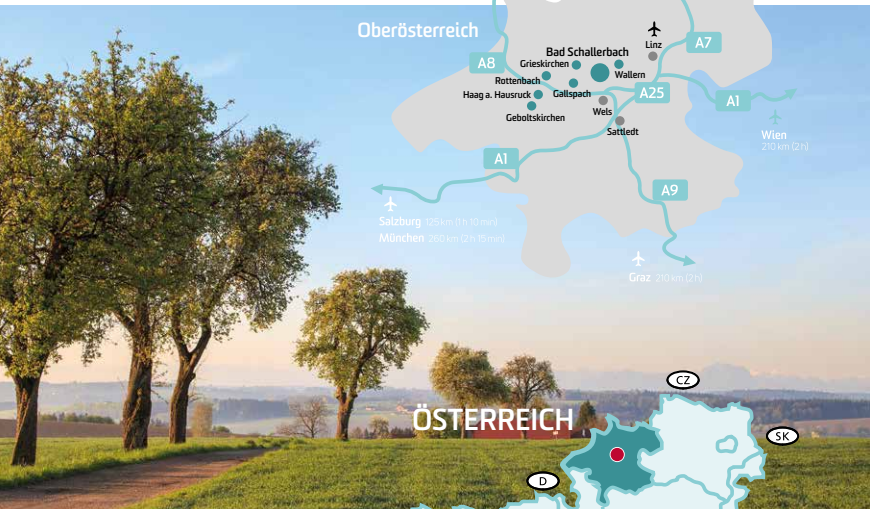 Oberösterreich
A8
A7
Linz
Bad Schallerbach
Grieskirchen
Wallern
Rottenbach
Haag a. Hausruck
Gallspach
A25
Geboltskirchen
Wels
A1
Sattledt
Wien
210 km (2 h)
A1
A9
Salzburg 125 km (1 h 10 min)
München 260 km (2 h 15 min)
Graz 210 km (2 h)
CZ
ÖSTERREICH
SK
D